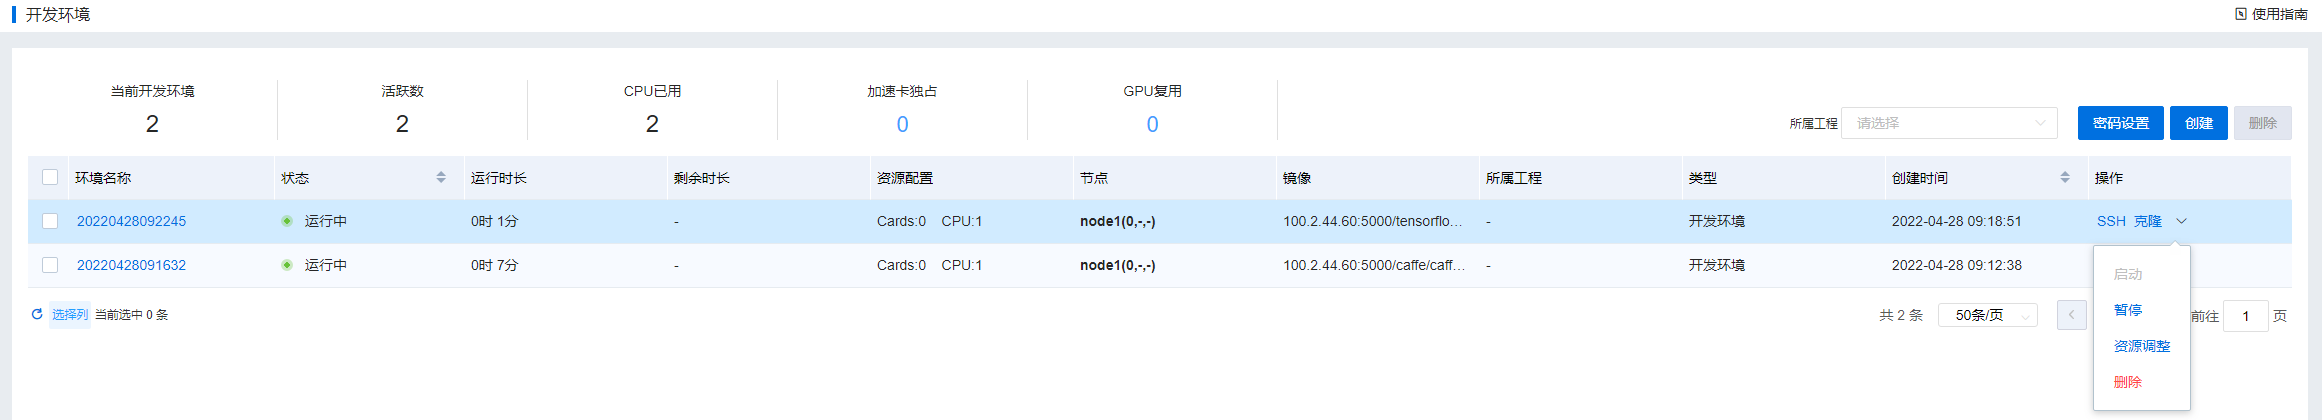 开发环境 使用指南
当前开发环境 活跃数 CPU已用 加速卡独占 GPU复用
2 2 2 0 0
所属工程 请选择 密码设置 创建 删除
环境名称 状态 运行时长 剩余时长 资源配置 节点 镜像 所属工程 类型 创建时间 操作
20220428092245 运行中 0时 1分 - Cards:0 CPU:1 node1(0,-,-) 100.2.44.60:5000/tensorflo... - 开发环境 2022-04-28 09:18:51 SSH 克隆
20220428091632 运行中 0时 7分 - Cards:0 CPU:1 node1(0,-,-) 100.2.44.60:5000/caffe/caff... - 开发环境 2022-04-28 09:12:38
启动
暂停
资源调整
删除
选择列 当前选中 0 条 共 2 条 50条/页 前往 1 页